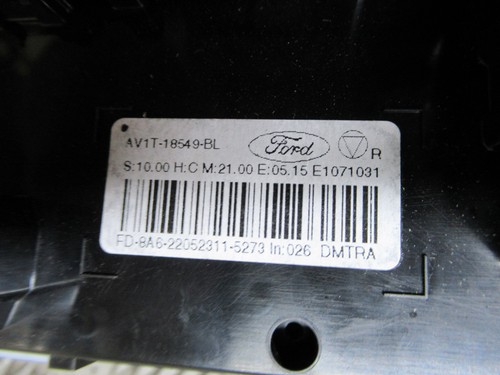 AV1T-18549-BL Ford R
S:10.00 H:C M:21.00 E:05.15 E1071031
FD-8A6-22052311-5273 In:026 DMTRA